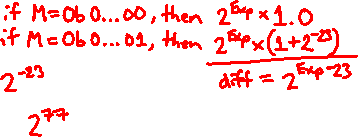 if M=0b0...00, then 2^Exp × 1.0
if M=0b0...01, then 2^Exp × (1+2^-23)
diff = 2^Exp-23
2^-23
2^77